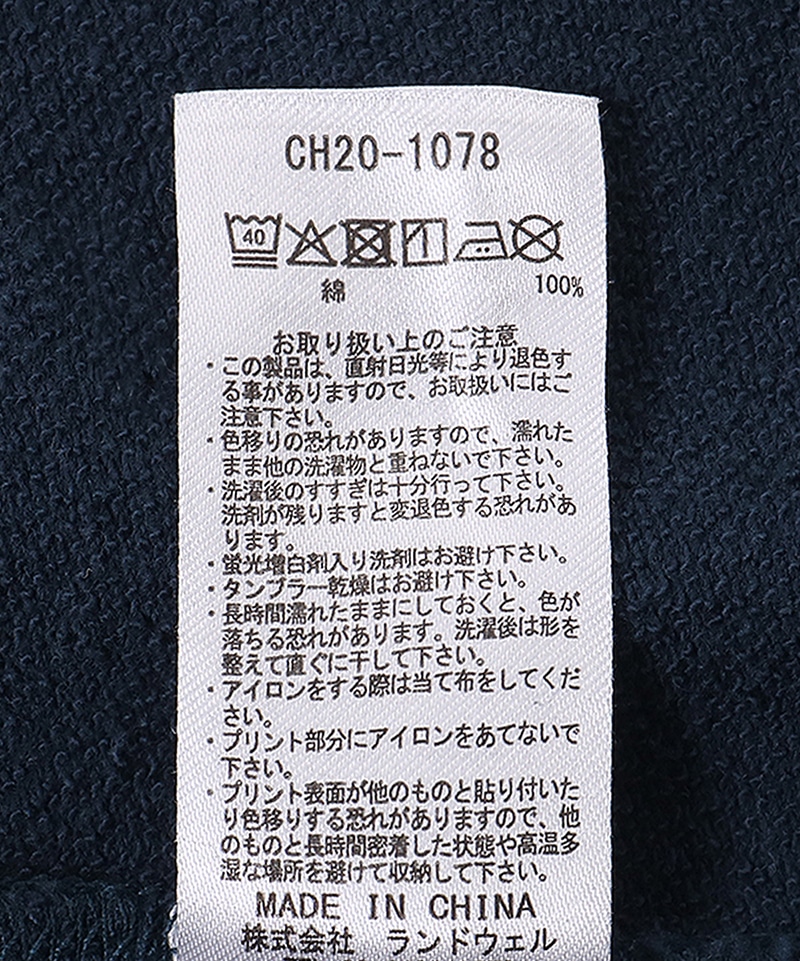 CH20-1078
40
綿 100%
お取り扱い上のご注意
・この製品は、直射日光等により退色す
る事がありますので、お取扱いにはご
注意下さい。
・色移りの恐れがありますので、濡れた
まま他の洗濯物と重ねないで下さい。
・洗濯後のすすぎは十分行って下さい。
洗剤が残りますと変退色する恐れがあ
ります。
・蛍光増白剤入り洗剤はお避け下さい。
・タンブラー乾燥はお避け下さい。
・長時間濡れたままにしておくと、色が
落ちる恐れがあります。洗濯後は形を
整えて直ぐに干して下さい。
・アイロンをする際は当て布をしてくだ
さい。
・プリント部分にアイロンをあてないで
下さい。
・プリント表面が他のものと貼り付いた
り色移りする恐れがありますので、他
のものと長時間密着した状態や高温多
湿な場所を避けて収納して下さい。
MADE IN CHINA
株式会社 ランドウェル